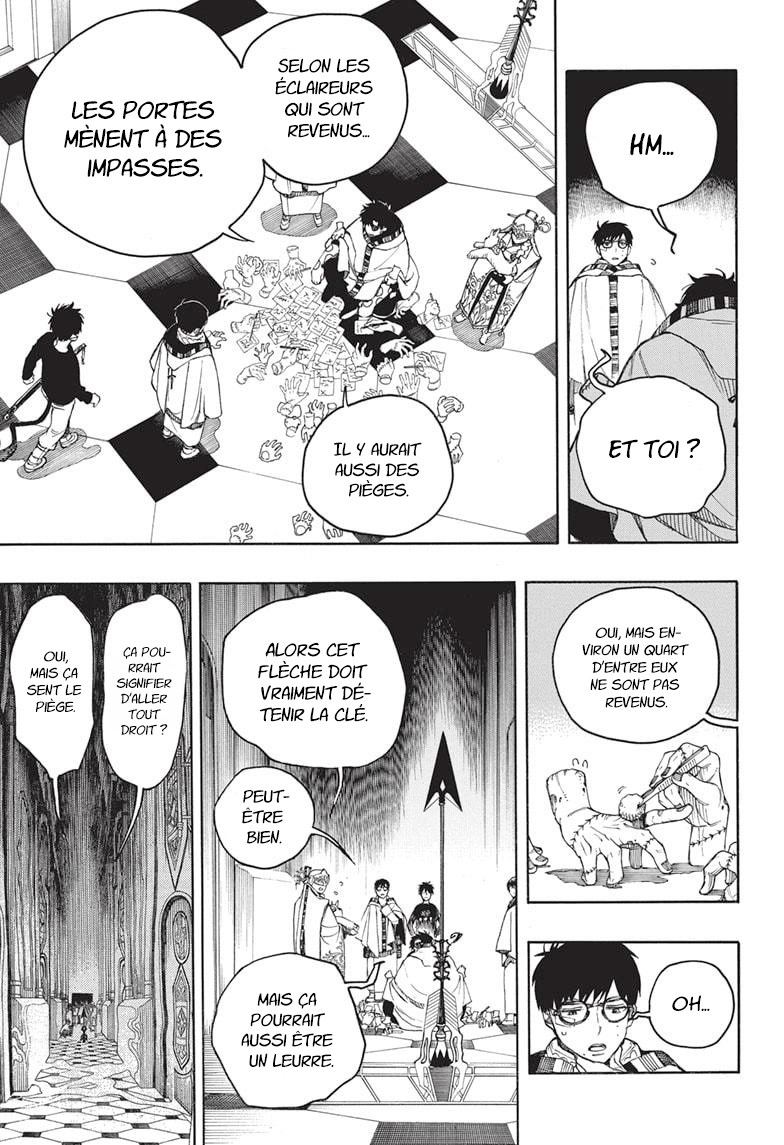 HM...
ET TOI ?
SELON LES
ÉCLAIREURS
QUI SONT
REVENUS...
LES PORTES
MÈNENT À DES
IMPASSES.
IL Y AURAIT
AUSSI DES
PIÈGES.
OUI, MAIS EN-
VIRON UN QUART
D'ENTRE EUX
NE SONT PAS
REVENUS.
OH...
ALORS CET
FLÈCHE DOIT
VRAIMENT DÉ-
TENIR LA CLÉ.
PEUT-
ÊTRE
BIEN.
MAIS ÇA
POURRAIT
AUSSI ÊTRE
UN LEURRE.
ÇA POU-
RRAIT
SIGNIFIER
D'ALLER
TOUT
DROIT ?
OUI,
MAIS ÇA
SENT LE
PIÈGE.